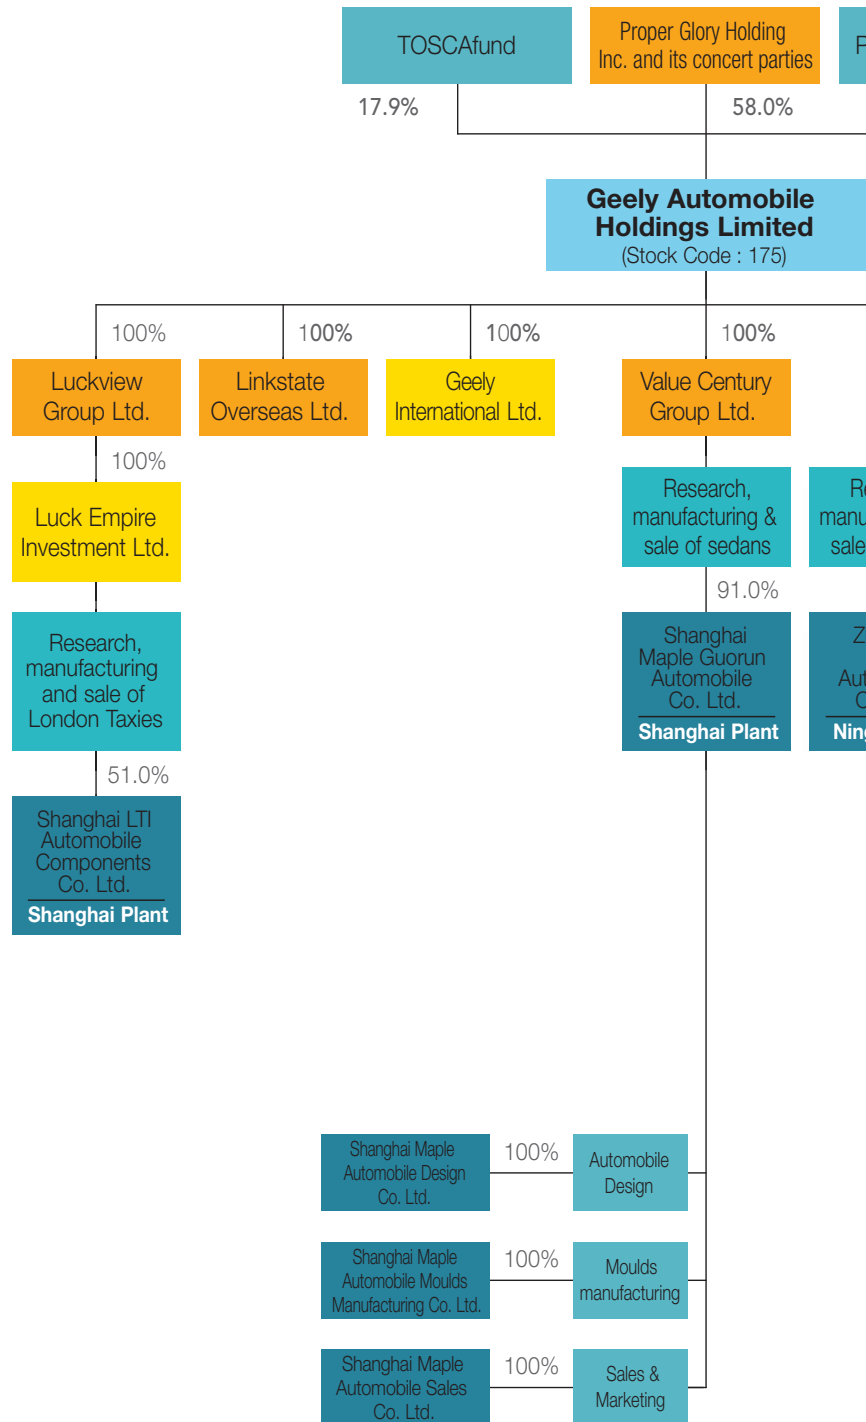 TOSCAfund
Proper Glory Holding
Inc. and its concert parties
17.9%
58.0%
Geely Automobile
Holdings Limited
(Stock Code : 175)
100%
100%
100%
100%
Luckview
Group Ltd.
Linkstate
Overseas Ltd.
Geely
International Ltd.
Value Century
Group Ltd.
100%
Luck Empire
Investment Ltd.
Research,
manufacturing &
sale of sedans
sale
91.0%
Research,
manufacturing
and sale of
London Taxies
Shanghai
Maple Guorun
Automobile
Co. Ltd.
Shanghai Plant
51.0%
Shanghai LTI
Automobile
Components
Co. Ltd.
Shanghai Plant
Shanghai Maple
Automobile Design
Co. Ltd.
100%
Automobile
Design
Shanghai Maple
Automobile Moulds
Manufacturing Co. Ltd.
100%
Moulds
manufacturing
Shanghai Maple
Automobile Sales
Co. Ltd.
100%
Sales &
Marketing